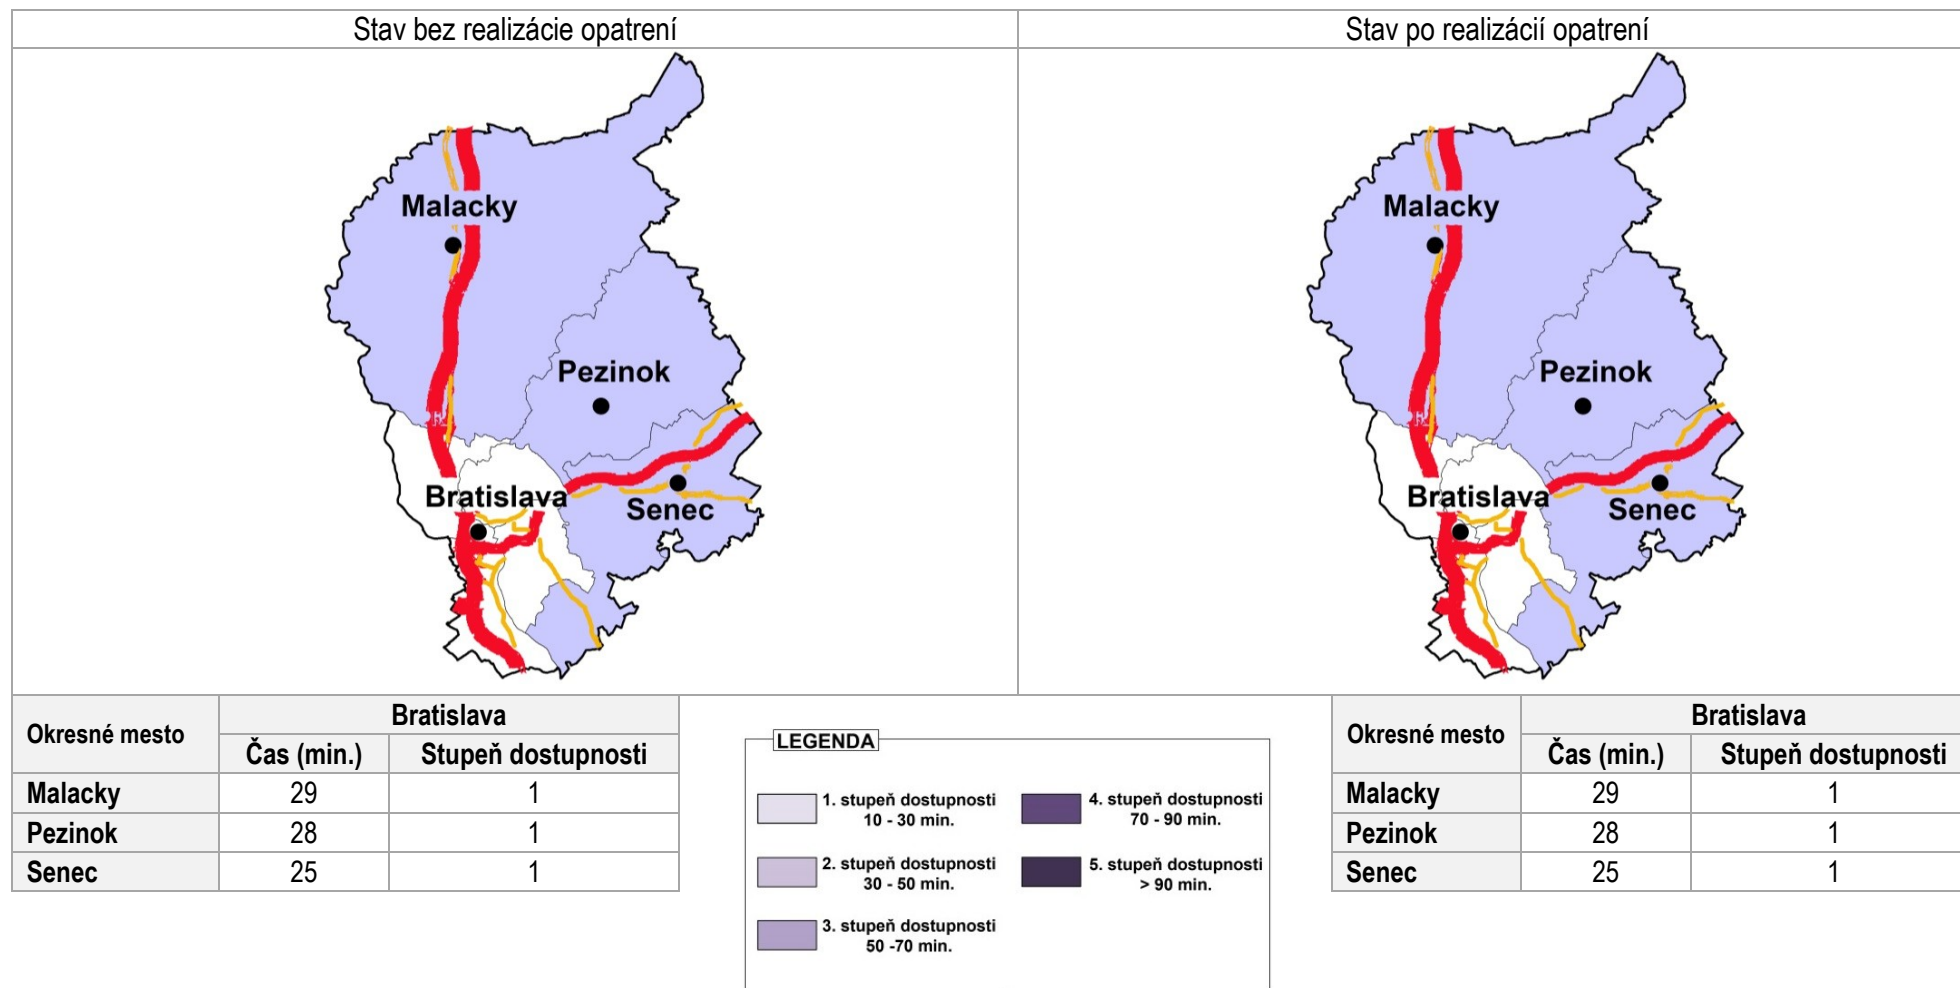 Stav bez realizácie opatrení
Stav po realizácií opatrení
Malacky
Pezinok
Bratislava
Senec
Malacky
Pezinok
Bratislava
Senec
Okresné mesto
Bratislava
Čas (min.)
Stupeň dostupnosti
Malacky 29 1
Pezinok 28 1
Senec 25 1
LEGENDA
1. stupeň dostupnosti
10 - 30 min.
2. stupeň dostupnosti
30 - 50 min.
3. stupeň dostupnosti
50 -70 min.
4. stupeň dostupnosti
70 - 90 min.
5. stupeň dostupnosti
> 90 min.
Okresné mesto
Bratislava
Čas (min.)
Stupeň dostupnosti
Malacky 29 1
Pezinok 28 1
Senec 25 1